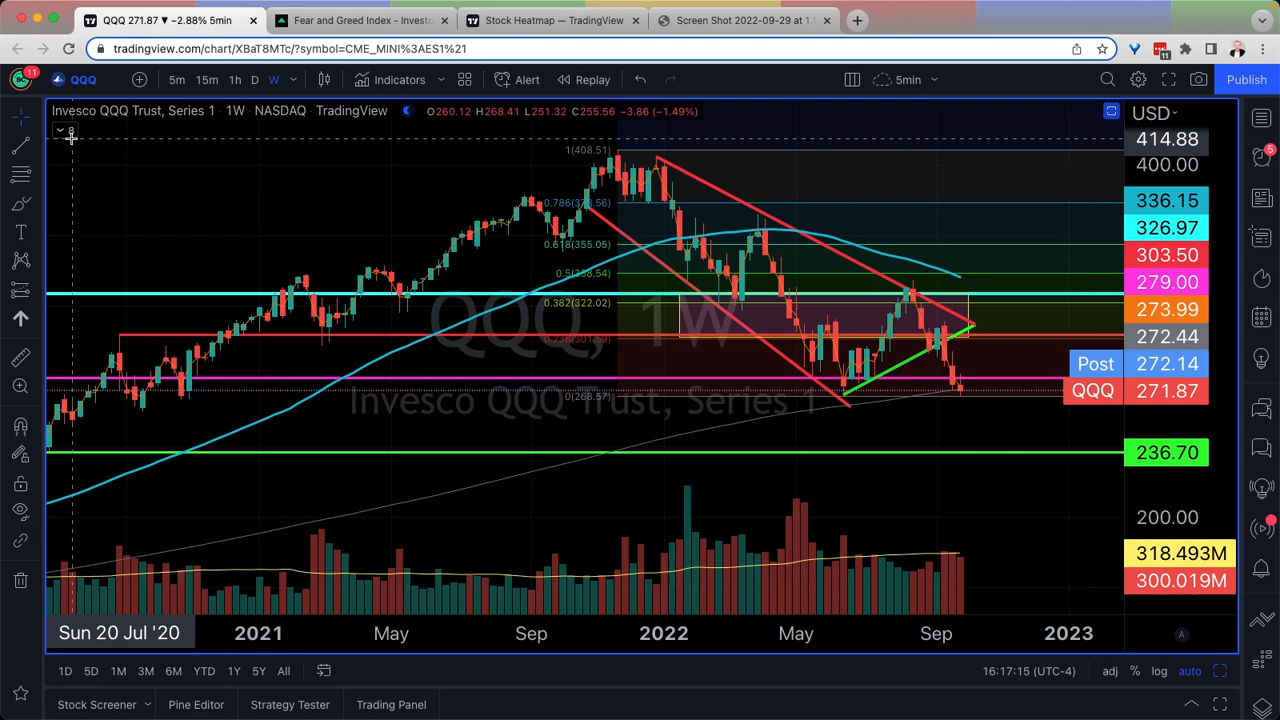 QQQ 271.87 ▼ −2.88% 5min
Fear and Greed Index - Investo
Stock Heatmap — TradingView
Screen Shot 2022-09-29 at 1.
tradingview.com/chart/XBaT8MTc/?symbol=CME_MINI%3AES1%21
11
11
QQQ
5m 15m 1h D W
Indicators
Alert
Replay
5min
Publish
Invesco QQQ Trust, Series 1 · 1W · NASDAQ · TradingView
O260.12 H268.41 L251.32 C255.56 −3.86 (−1.49%)
USD
8
414.88
1(408.51)
400.00
5
0.786(378.56)
336.15
326.97
0.618(355.05)
303.50
0.5(338.54)
279.00
0.382(322.02)
273.99
QQQ, 1W
0.236(301.59)
272.44
Post 272.14
Invesco QQQ Trust, Series 1
0(268.57)
QQQ 271.87
236.70
200.00
318.493M
300.019M
Sun 20 Jul '20
2021 May Sep 2022 May Sep 2023
A
1D 5D 1M 3M 6M YTD 1Y 5Y All
16:17:15 (UTC-4)
adj % log auto
Stock Screener
Pine Editor
Strategy Tester
Trading Panel